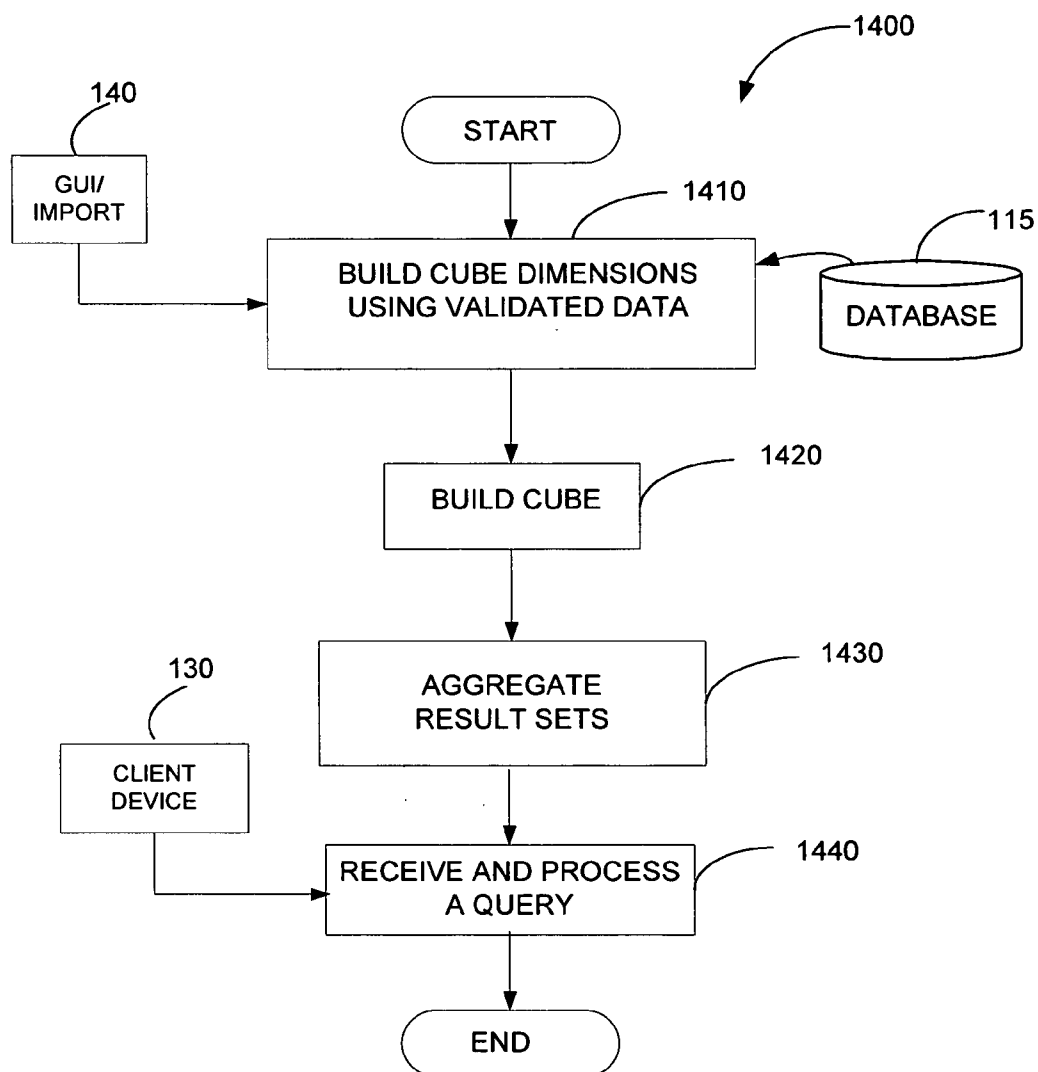 1400
140
START
GUI/
IMPORT
1410
115
BUILD CUBE DIMENSIONS
USING VALIDATED DATA
DATABASE
1420
BUILD CUBE
1430
AGGREGATE
RESULT SETS
130
CLIENT
DEVICE
1440
RECEIVE AND PROCESS
A QUERY
END